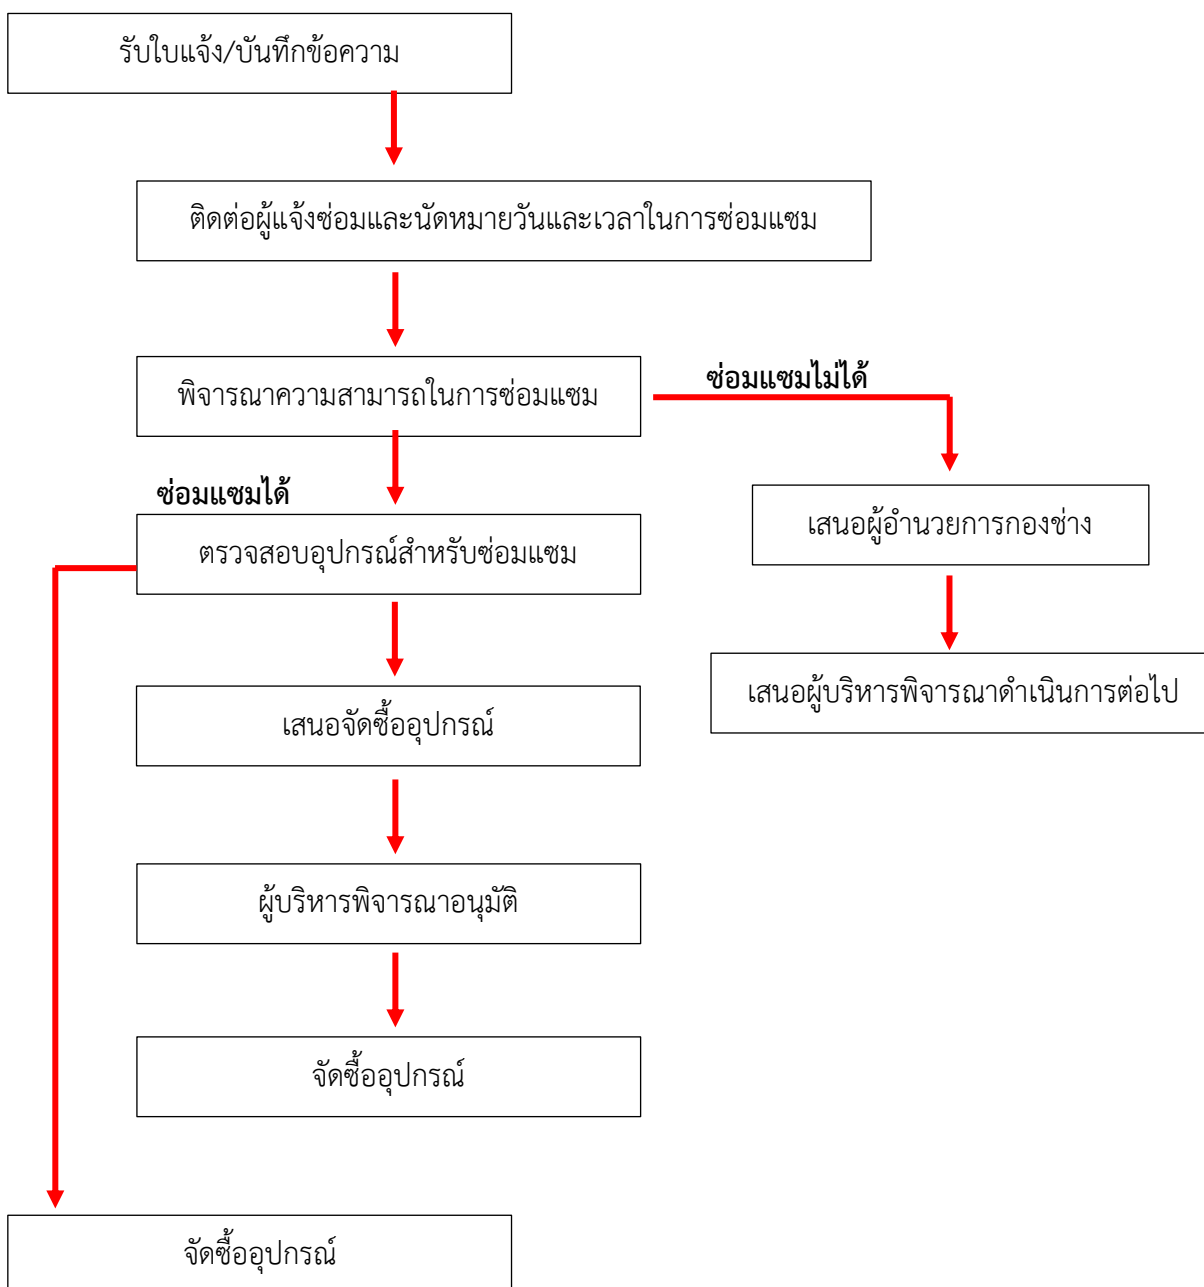 รับใบแจ้ง/บันทึกข้อความ
ติดต่อผู้แจ้งซ่อมและนัดหมายวันและเวลาในการซ่อมแซม
พิจารณาความสามารถในการซ่อมแซม
ซ่อมแซมไม่ได้
ซ่อมแซมได้
เสนอผู้อำนวยการกองช่าง
ตรวจสอบอุปกรณ์สำหรับซ่อมแซม
เสนอผู้บริหารพิจารณาดำเนินการต่อไป
เสนอจัดซื้ออุปกรณ์
ผู้บริหารพิจารณาอนุมัติ
จัดซื้ออุปกรณ์
จัดซื้ออุปกรณ์